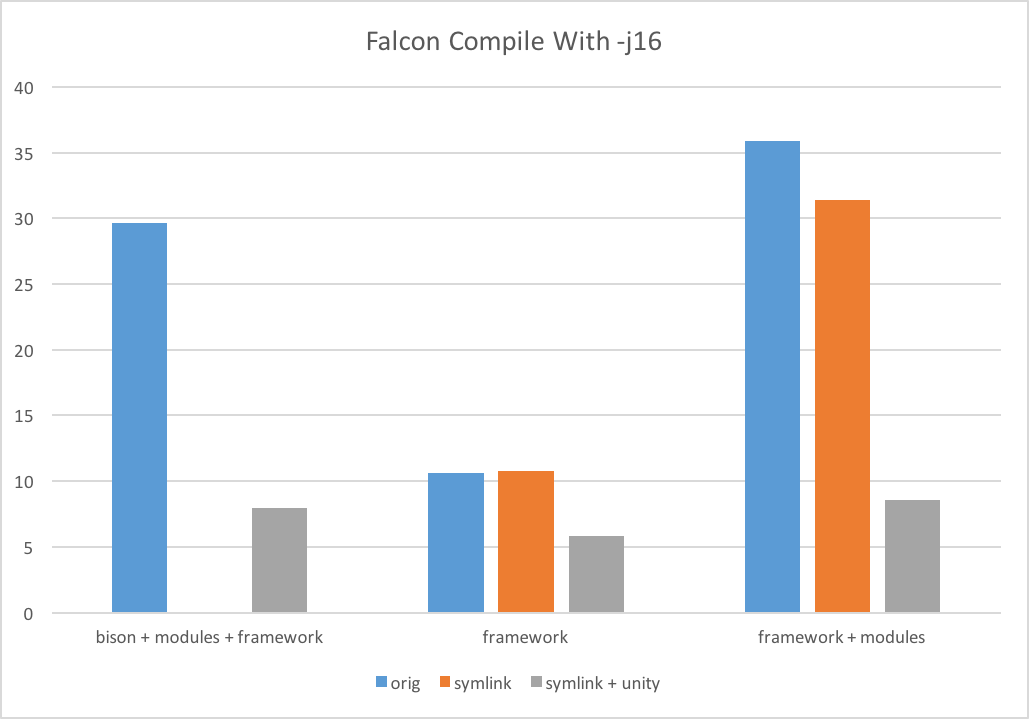 Falcon Compile With -j16
40
35
30
25
20
15
10
5
0
bison + modules + framework
framework
framework + modules
orig
symlink
symlink + unity